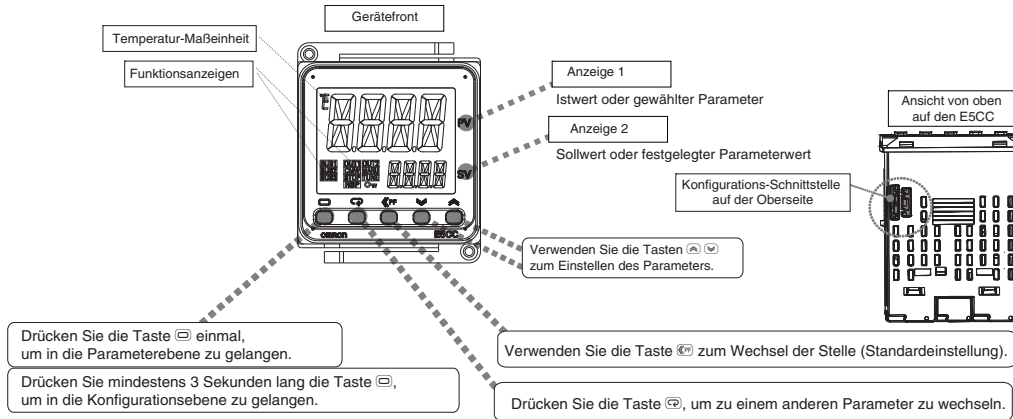 Gerätefront
Temperatur-Maßeinheit
Funktionsanzeigen
Anzeige 1
Istwert oder gewählter Parameter
Anzeige 2
Sollwert oder festgelegter Parameterwert
PV
SV
PF
omron
E5CC
Ansicht von oben
auf den E5CC
Konfigurations-Schnittstelle
auf der Oberseite
Verwenden Sie die Tasten
zum Einstellen des Parameters.
Drücken Sie die Taste einmal,
um in die Parameterebene zu gelangen.
Drücken Sie mindestens 3 Sekunden lang die Taste ,
um in die Konfigurationsebene zu gelangen.
Verwenden Sie die Taste PF zum Wechsel der Stelle (Standardeinstellung).
Drücken Sie die Taste , um zu einem anderen Parameter zu wechseln.